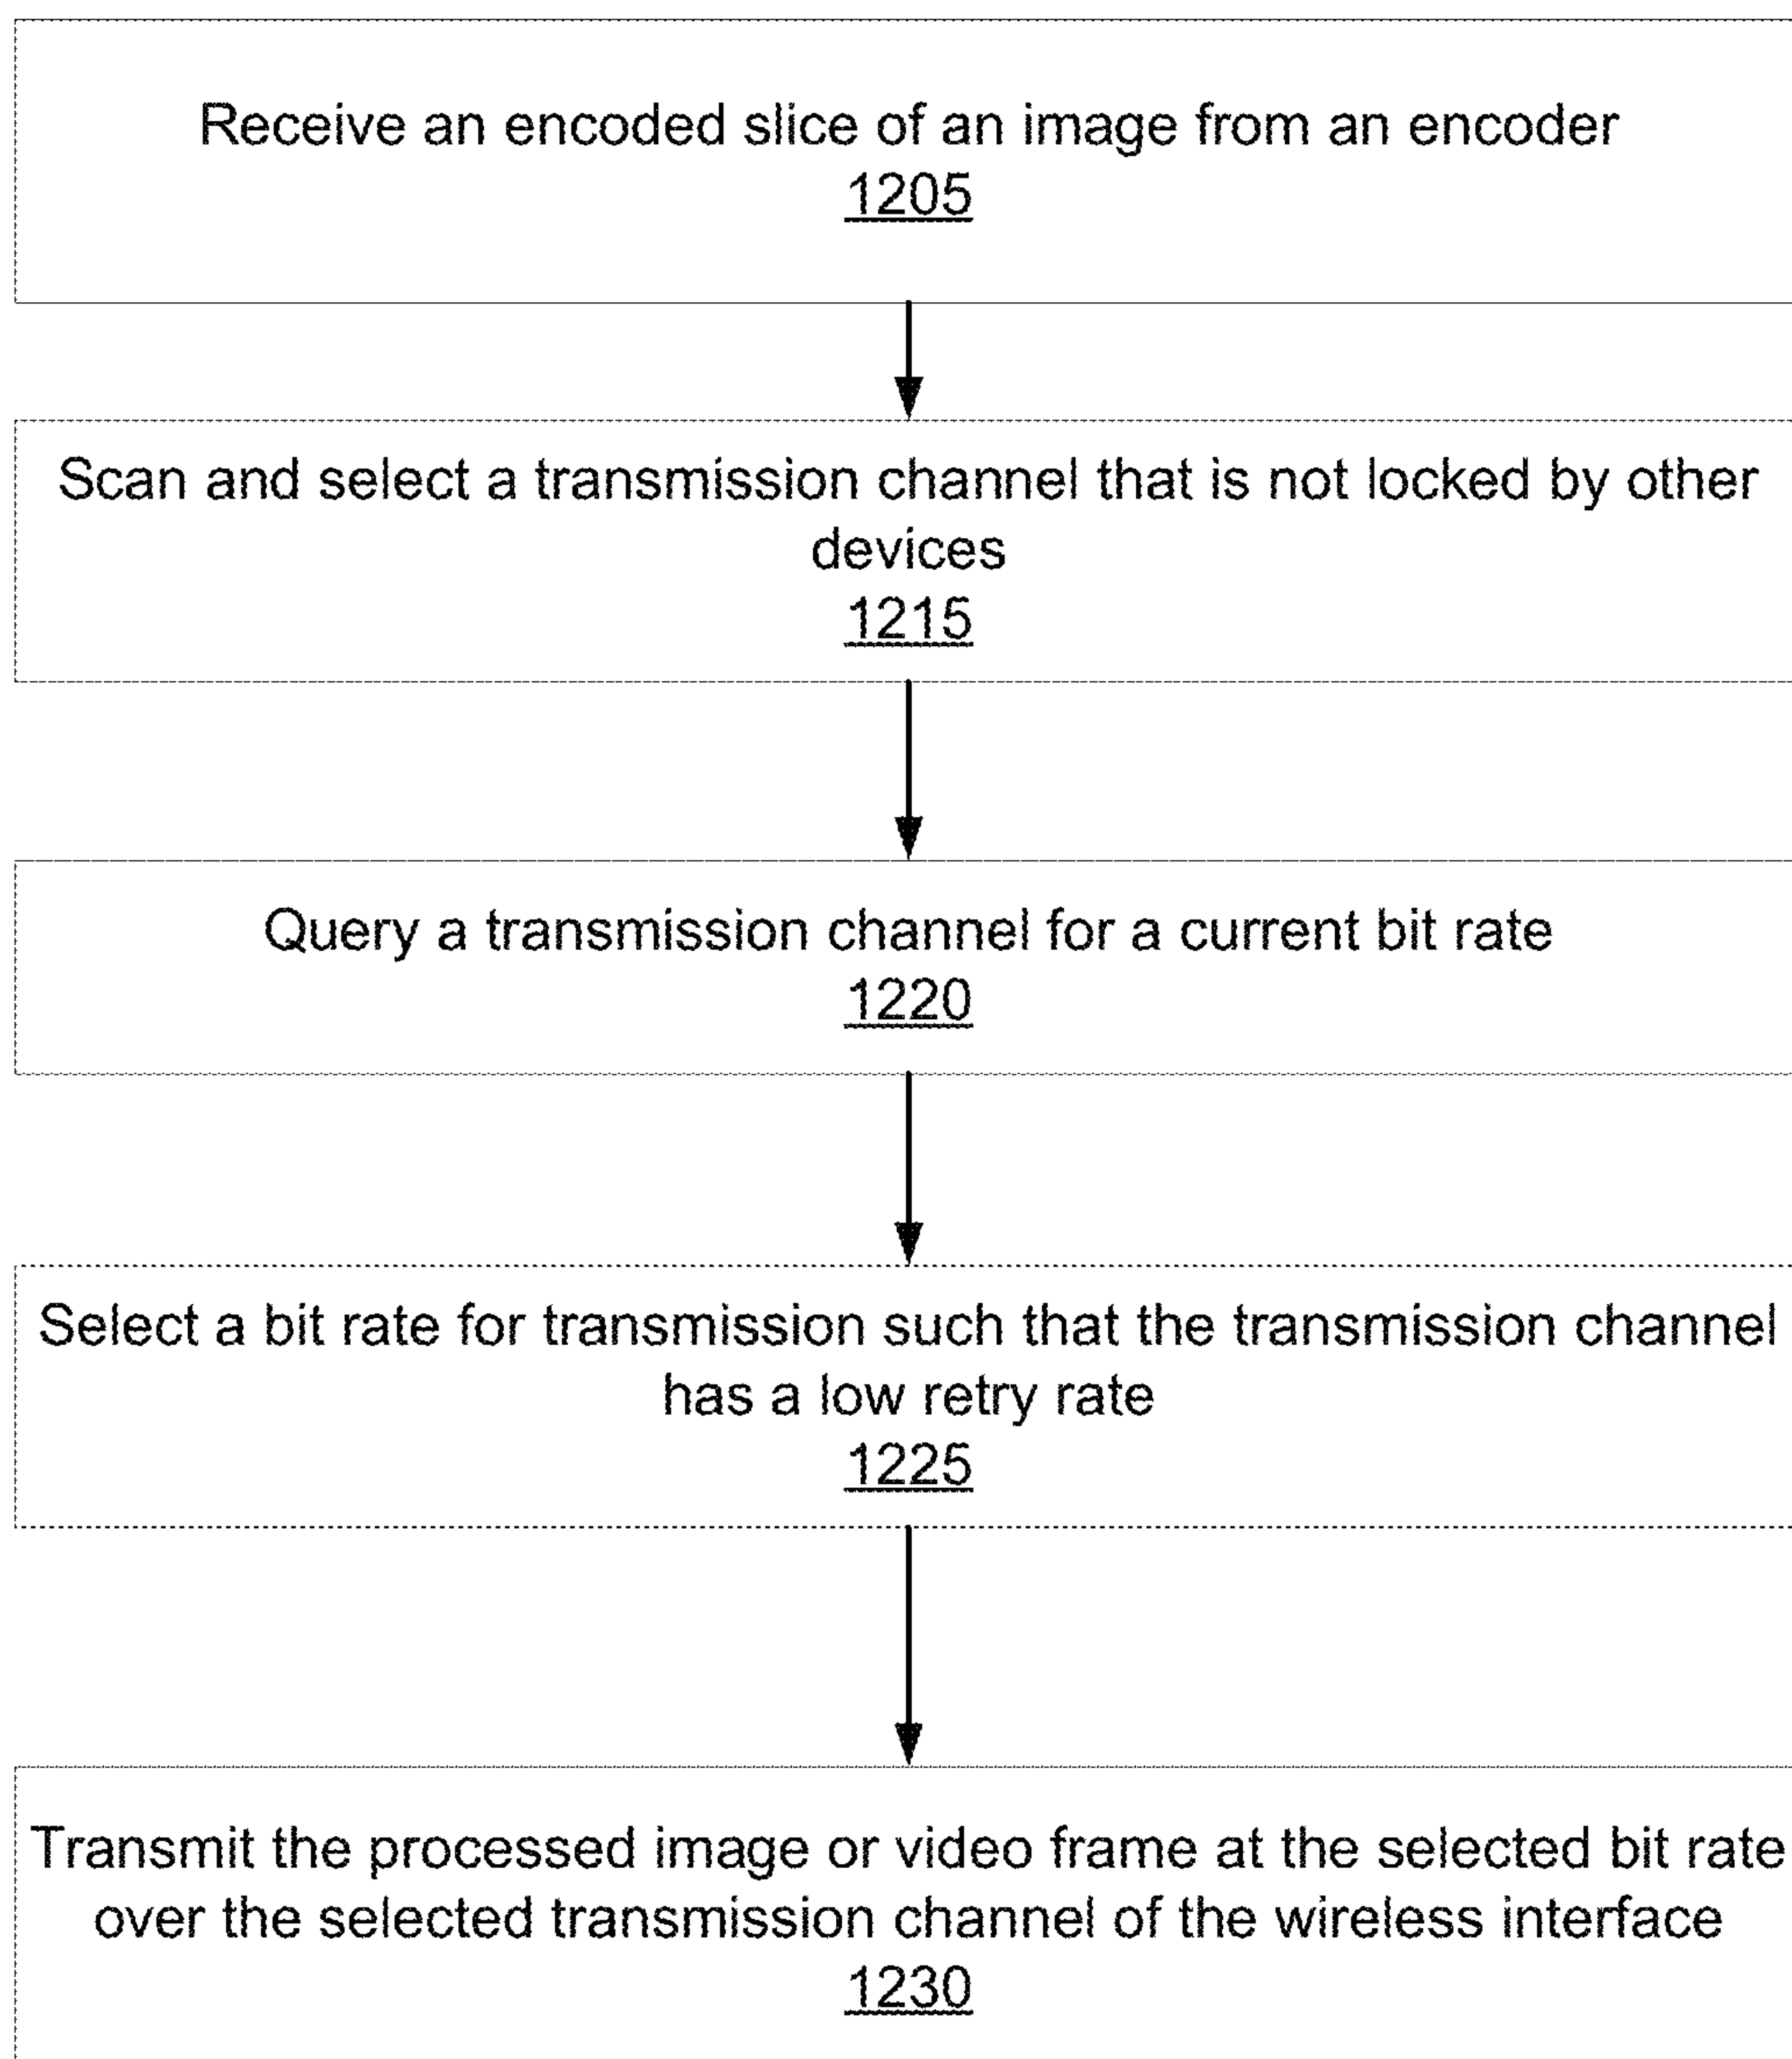 Receive an encoded slice of an image from an encoder
1205
Scan and select a transmission channel that is not locked by other
devices
1215
Query a transmission channel for a current bit rate
1220
Select a bit rate for transmission such that the transmission channel
has a low retry rate
1225
Transmit the processed image or video frame at the selected bit rate
over the selected transmission channel of the wireless interface
1230